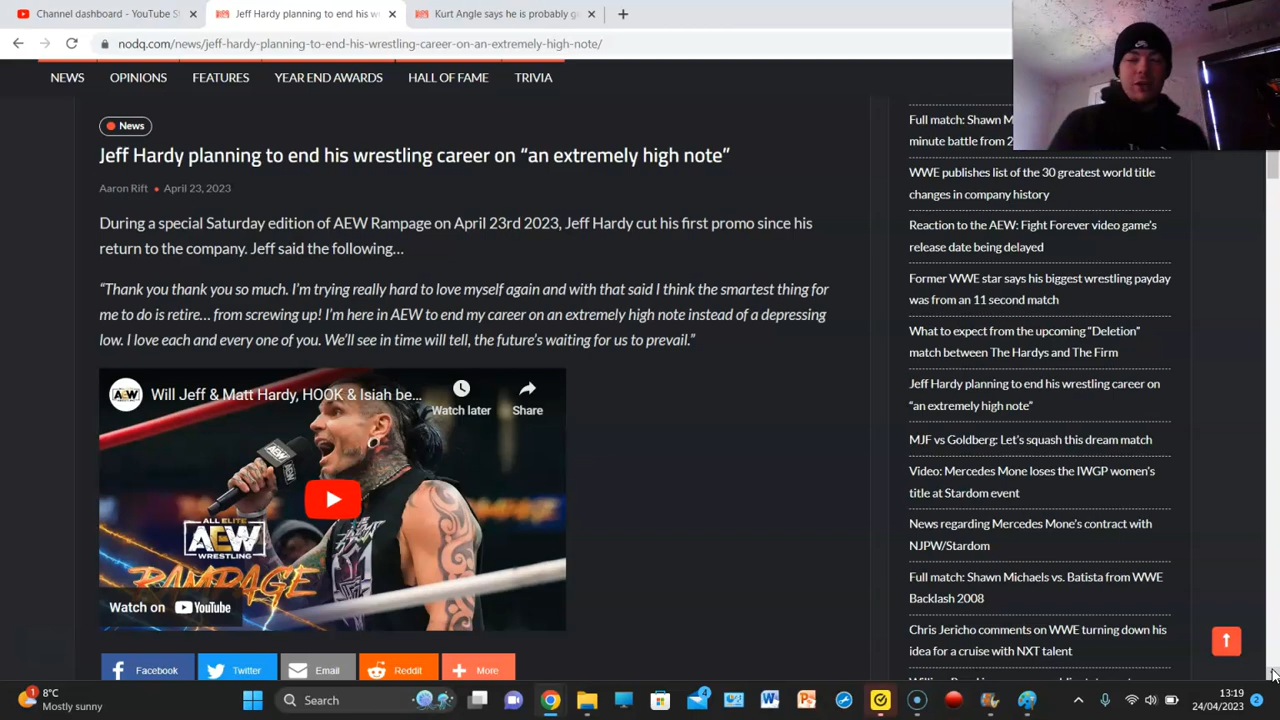 Channel dashboard - YouTube S
Jeff Hardy planning to end his w
Kurt Angle says he is probably g
nodq.com/news/jeff-hardy-planning-to-end-his-wrestling-career-on-an-extremely-high-note/
NEWS OPINIONS FEATURES YEAR END AWARDS HALL OF FAME TRIVIA
News
Jeff Hardy planning to end his wrestling career on “an extremely high note”
Aaron Rift • April 23, 2023
During a special Saturday edition of AEW Rampage on April 23rd 2023, Jeff Hardy cut his first promo since his
return to the company. Jeff said the following…
“Thank you thank you so much. I’m trying really hard to love myself again and with that said I think the smartest thing for
me to do is retire… from screwing up! I’m here in AEW to end my career on an extremely high note instead of a depressing
low. I love each and every one of you. We’ll see in time will tell, the future’s waiting for us to prevail.”
AEW
Will Jeff & Matt Hardy, HOOK & Isiah be...
Watch later
Share
AEW
ALL ELITE
AEW
WRESTLING
RAMPAGE
Watch on YouTube
Facebook
Twitter
Email
Reddit
More
Full match: Shawn M
minute battle from 2
WWE publishes list of the 30 greatest world title
changes in company history
Reaction to the AEW: Fight Forever video game’s
release date being delayed
Former WWE star says his biggest wrestling payday
was from an 11 second match
What to expect from the upcoming “Deletion”
match between The Hardys and The Firm
Jeff Hardy planning to end his wrestling career on
“an extremely high note”
MJF vs Goldberg: Let’s squash this dream match
Video: Mercedes Mone loses the IWGP women’s
title at Stardom event
News regarding Mercedes Mone’s contract with
NJPW/Stardom
Full match: Shawn Michaels vs. Batista from WWE
Backlash 2008
Chris Jericho comments on WWE turning down his
idea for a cruise with NXT talent
1
8°C
Mostly sunny
Search
4
13:19
24/04/2023
2